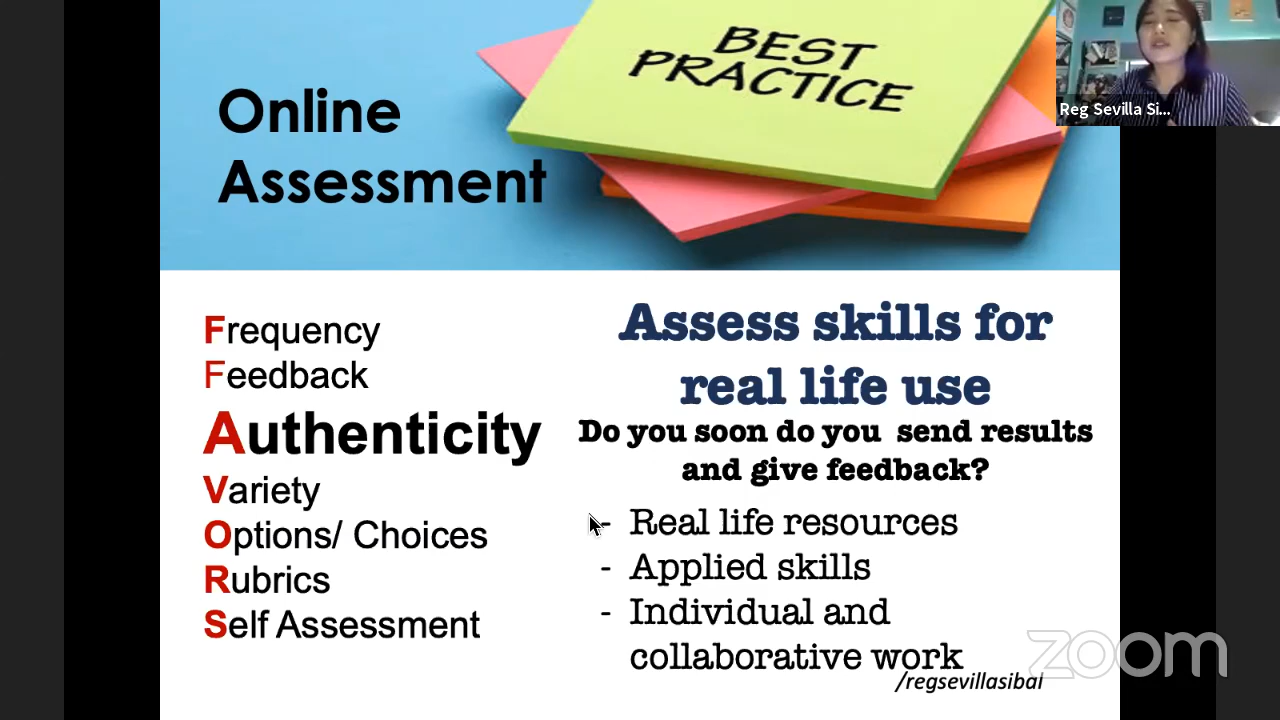 BEST
PRACTICE
Online
Assessment
Reg Sevilla Si...
Frequency
Feedback
Authenticity
Variety
Options/ Choices
Rubrics
Self Assessment
Assess skills for
real life use
Do you soon do you send results
and give feedback?
- Real life resources
- Applied skills
- Individual and
collaborative work
/regsevillasibal
zoom